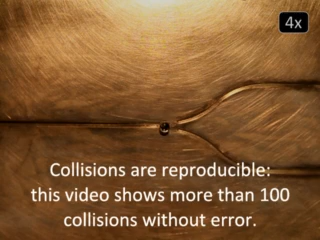 4x
Collisions are reproducible:
this video shows more than 100
collisions without error.